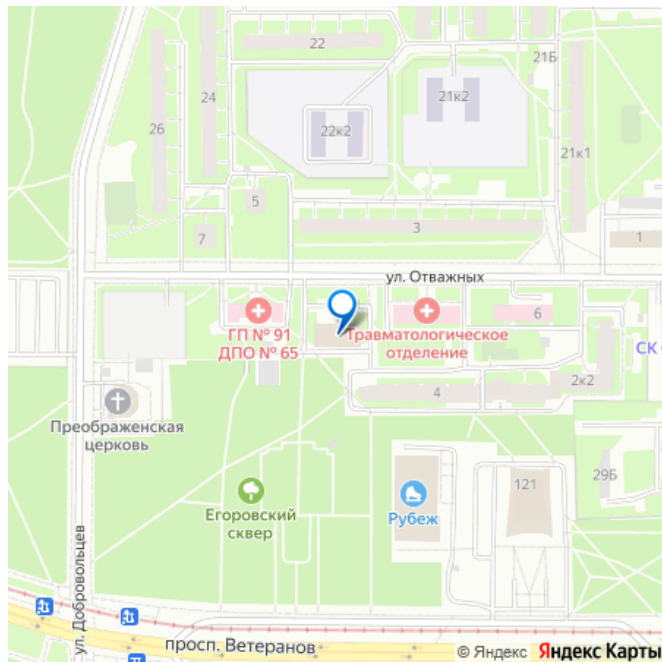 22
21Б
24
21к2
26
22к2
21к1
5
3
7
1
ул. Отважных
6
ГП № 91
ДПО № 65
Травматологическое
отделение
СК
2к2
4
Преображенская
церковь
29Б
121
Егоровский
сквер
Рубеж
ул. Добровольцев
просп. Ветеранов
© Яндекс Яндекс Карты